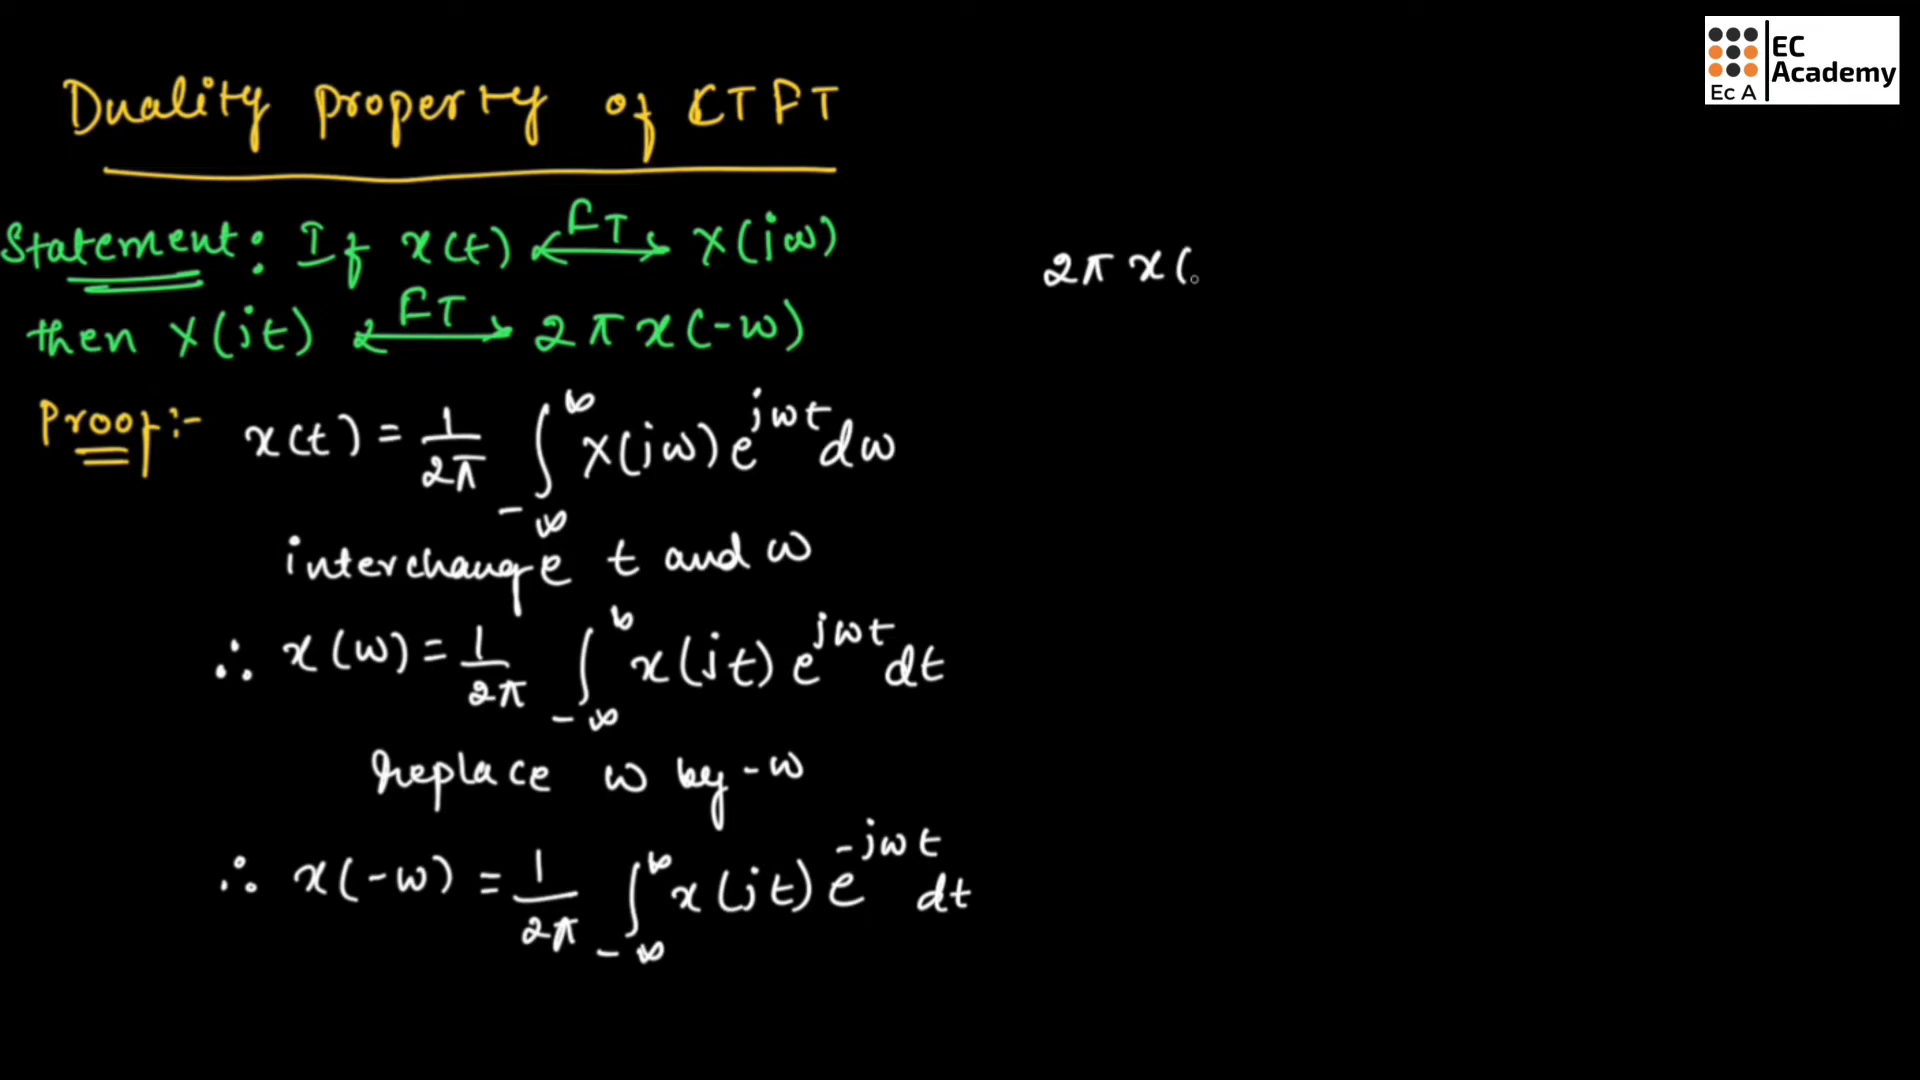 Duality property of CTFT
Statement: If x(t) <--FT--> X(jω)
then X(jt) <--FT--> 2π x(-ω)
Proof :- x(t) = 1/2π ∫_{-∞}^{∞} X(jω) e^{jωt} dω
interchange t and ω
∴ x(ω) = 1/2π ∫_{-∞}^{∞} x(jt) e^{jωt} dt
Replace ω by -ω
∴ x(-ω) = 1/2π ∫_{-∞}^{∞} x(jt) e^{-jωt} dt
2π x(
EC
Academy
Ec A